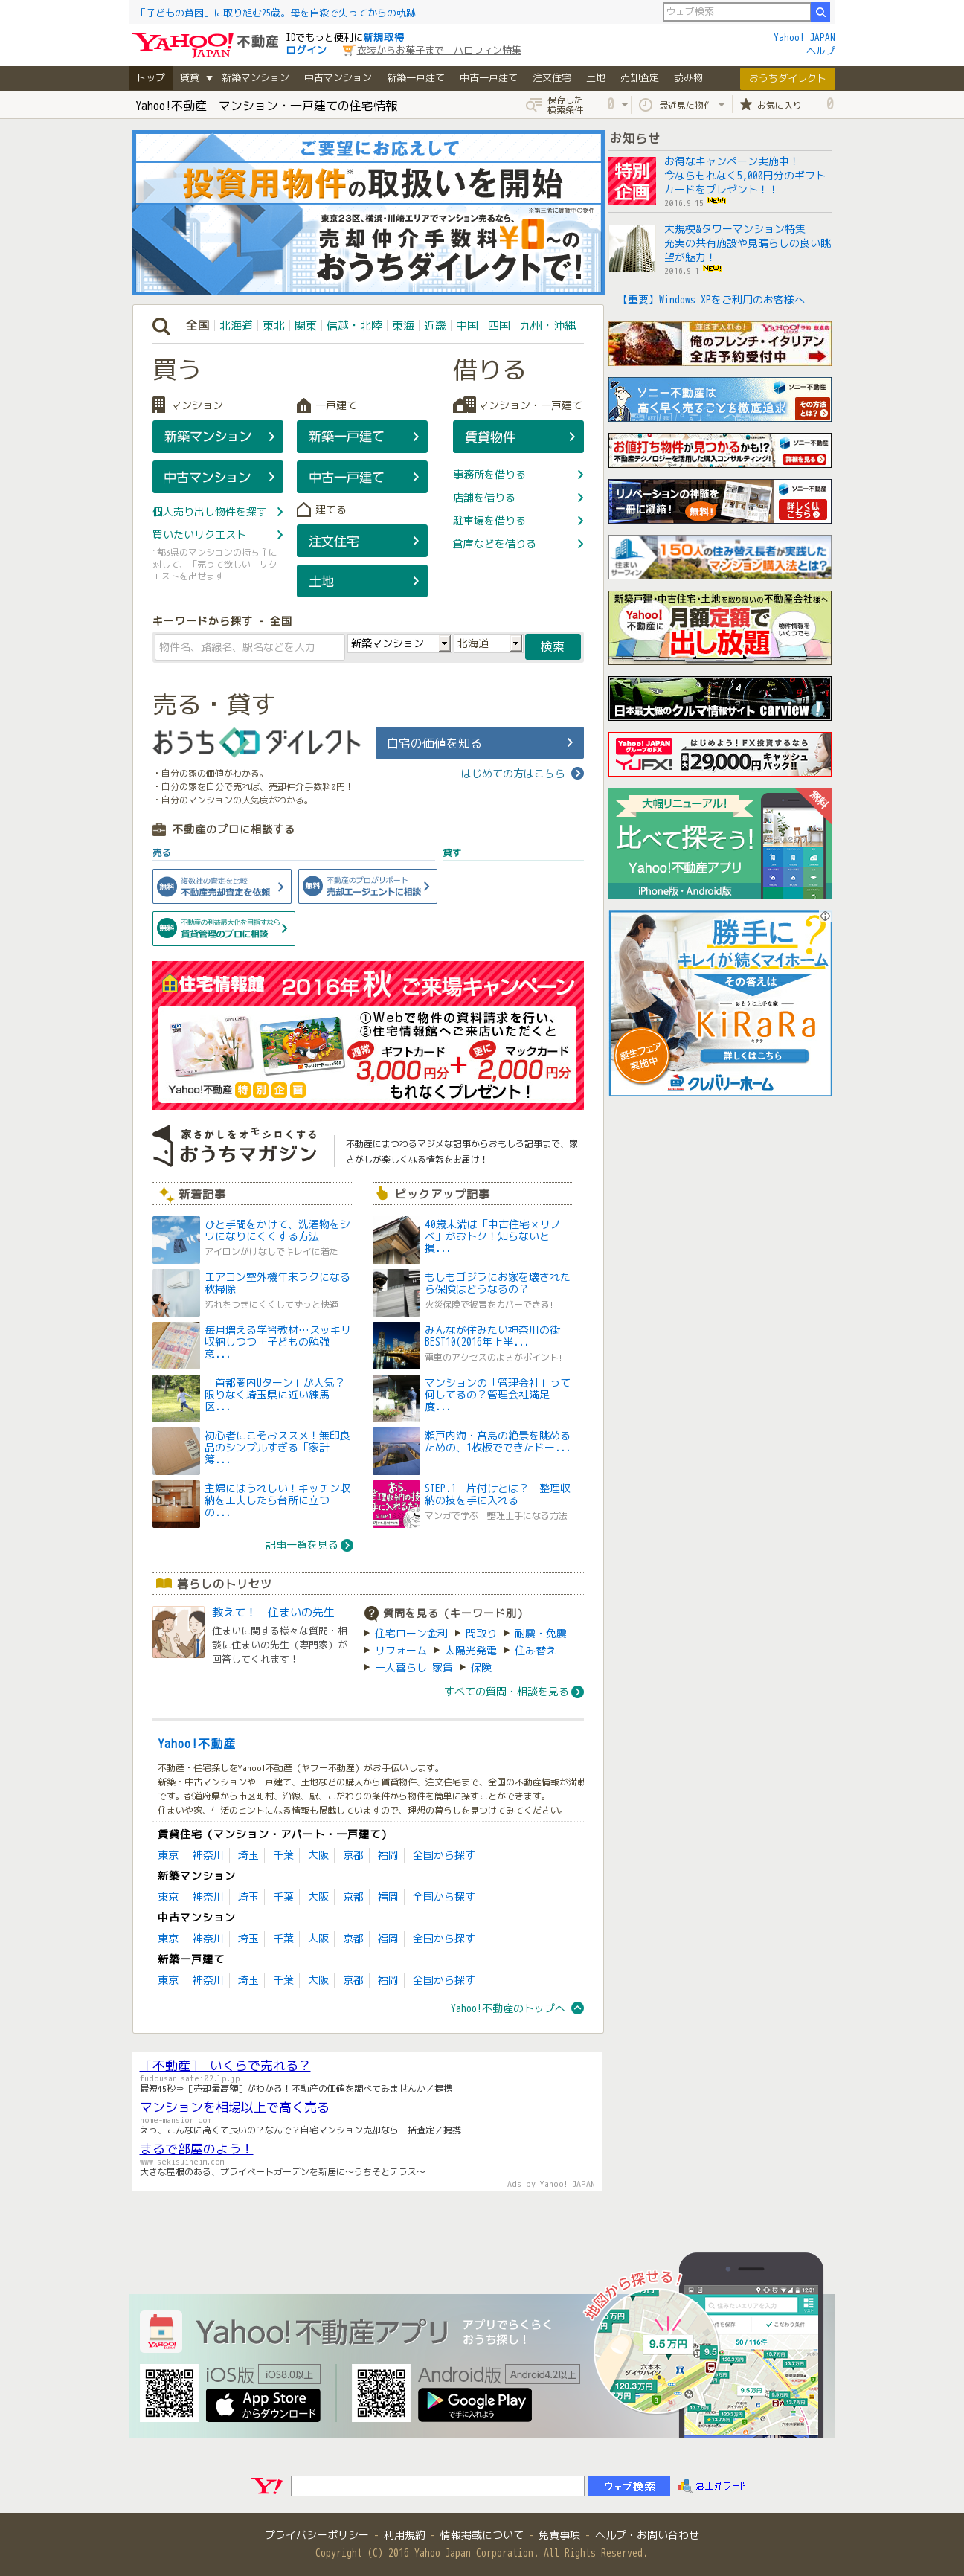 「子どもの貧困」に取り組む25歳。母を自殺で失ってからの軌跡
ウェブ検索
YAHOO! JAPAN 不動産
IDでもっと便利に新規取得
ログイン
衣装からお菓子まで　ハロウィン特集
Yahoo! JAPAN
ヘルプ
トップ 賃貸 ▼ 新築マンション 中古マンション 新築一戸建て 中古一戸建て 注文住宅 土地 売却査定 読み物 おうちダイレクト
Yahoo!不動産　マンション・一戸建ての住宅情報
保存した検索条件 0
最近見た物件
お気に入り 0
ご要望にお応えして
投資用物件※の取扱いを開始
※第三者に賃貸中の物件
東京23区、横浜・川崎エリアでマンション売るなら、
売却仲介手数料¥0〜の
おうちダイレクトで!
お知らせ
特別企画
お得なキャンペーン実施中！
今ならもれなく5,000円分のギフトカードをプレゼント！！
2016.9.15 NEW!
大規模&タワーマンション特集
充実の共有施設や見晴らしの良い眺望が魅力！
2016.9.1 NEW!
【重要】Windows XPをご利用のお客様へ
全国 北海道 東北 関東 信越・北陸 東海 近畿 中国 四国 九州・沖縄
買う
マンション
新築マンション
中古マンション
個人売り出し物件を探す
買いたいリクエスト
1都3県のマンションの持ち主に対して、「売って欲しい」リクエストを出せます
一戸建て
新築一戸建て
中古一戸建て
建てる
注文住宅
土地
借りる
マンション・一戸建て
賃貸物件
事務所を借りる
店舗を借りる
駐車場を借りる
倉庫などを借りる
キーワードから探す - 全国
物件名、路線名、駅名などを入力
新築マンション
北海道
検索
売る・貸す
おうちダイレクト
自宅の価値を知る
はじめての方はこちら
・自分の家の価値がわかる。
・自分の家を自分で売れば、売却仲介手数料0円！
・自分のマンションの人気度がわかる。
不動産のプロに相談する
売る
貸す
無料 複数社の査定を比較
不動産売却査定を依頼
無料 不動産のプロがサポート
売却エージェントに相談
無料 不動産の利益最大化を目指すなら
賃貸管理のプロに相談
住宅情報館 2016年秋 ご来場キャンペーン
①Webで物件の資料請求を行い、
②住宅情報館へご来店いただくと
通常 ギフトカード 3,000円分 + 更に マックカード 2,000円分
もれなくプレゼント！
Yahoo!不動産 特別企画
並ばず入れる! YAHOO! JAPAN 予約 飲食店
俺のフレンチ・イタリアン
全店予約受付中
ソニー不動産は
高く早く売ることを徹底追求
ソニー不動産
その方法とは?
お値打ち物件が見つかるかも!?
不動産テクノロジーを活用した購入コンサルティング!
ソニー不動産
詳細を見る
リノベーションの神髄を
一冊に凝縮! 無料!
ソニー不動産
詳しくはこちら
住まいサーフィン
150人の住み替え長者が実践した
マンション購入法とは?
新築戸建・中古住宅・土地を取り扱いの不動産会社様へ
Yahoo!不動産に 月額定額で
出し放題
物件情報をいくつでも
日本最大級のクルマ情報サイト carview!
Yahoo! JAPANグループのFX
YJFX!
はじめよう！FX投資するなら
29,000円キャッシュバック!!
大幅リニューアル！
無料
比べて探そう！
Yahoo!不動産アプリ
iPhone版・Android版
勝手に?
キレイが続くマイホーム
その答えは
おそうじ上手な家
KiRaRa
キララ
詳しくはこちら
誕生フェア実施中
クレバリーホーム
家さがしをオモシロくする
おうちマガジン
不動産にまつわるマジメな記事からおもしろ記事まで、家さがしが楽しくなる情報をお届け！
新着記事
ひと手間をかけて、洗濯物をシワになりにくくする方法
アイロンがけなしでキレイに着た
エアコン室外機年末ラクになる秋掃除
汚れをつきにくくしてずっと快適
毎月増える学習教材…スッキリ収納しつつ「子どもの勉強意...
「首都圏内Uターン」が人気？限りなく埼玉県に近い練馬区...
初心者にこそおススメ！無印良品のシンプルすぎる「家計簿...
主婦にはうれしい！キッチン収納を工夫したら台所に立つの...
記事一覧を見る
ピックアップ記事
40歳未満は「中古住宅×リノベ」がおトク！知らないと損...
もしもゴジラにお家を壊されたら保険はどうなるの？
火災保険で被害をカバーできる!
みんなが住みたい神奈川の街BEST10(2016年上半...
電車のアクセスのよさがポイント!
マンションの「管理会社」って何してるの？管理会社満足度...
瀬戸内海・宮島の絶景を眺めるための、1枚板でできたドー...
STEP.1　片付けとは？　整理収納の技を手に入れる
マンガで学ぶ　整理上手になる方法
暮らしのトリセツ
教えて！　住まいの先生
住まいに関する様々な質問・相談に住まいの先生（専門家）が回答してくれます！
質問を見る（キーワード別）
住宅ローン金利 間取り 耐震・免震
リフォーム 太陽光発電 住み替え
一人暮らし 家賃 保険
すべての質問・相談を見る
Yahoo!不動産
不動産・住宅探しをYahoo!不動産（ヤフー不動産）がお手伝いします。
新築・中古マンションや一戸建て、土地などの購入から賃貸物件、注文住宅まで、全国の不動産情報が満載
です。都道府県から市区町村、沿線、駅、こだわりの条件から物件を簡単に探すことができます。
住まいや家、生活のヒントになる情報も掲載していますので、理想の暮らしを見つけてみてください。
賃貸住宅（マンション・アパート・一戸建て）
東京 神奈川 埼玉 千葉 大阪 京都 福岡 全国から探す
新築マンション
東京 神奈川 埼玉 千葉 大阪 京都 福岡 全国から探す
中古マンション
東京 神奈川 埼玉 千葉 大阪 京都 福岡 全国から探す
新築一戸建て
東京 神奈川 埼玉 千葉 大阪 京都 福岡 全国から探す
Yahoo!不動産のトップへ
［不動産］ いくらで売れる？
fudousan.satei02.lp.jp
最短45秒⇒［売却最高額］がわかる！不動産の価値を調べてみませんか／提携
マンションを相場以上で高く売る
home-mansion.com
えっ、こんなに高くて良いの？なんで？自宅マンション売却なら一括査定／提携
まるで部屋のよう！
www.sekisuiheim.com
大きな屋根のある、プライベートガーデンを新居に〜うちそとテラス〜
Ads by Yahoo! JAPAN
Yahoo!不動産アプリ
アプリでらくらく
おうち探し！
iOS版 iOS8.0以上
App Store からダウンロード
Android版 Android4.2以上
Google Play で手に入れよう
地図から探せる!
9.5万円
六本木
ダイヤハイツ
120.3万円
12:31
住みたいエリアを入力
こだわり条件
50/116件
Y!
ウェブ検索
急上昇ワード
プライバシーポリシー - 利用規約 - 情報掲載について - 免責事項 - ヘルプ・お問い合わせ
Copyright (C) 2016 Yahoo Japan Corporation. All Rights Reserved.